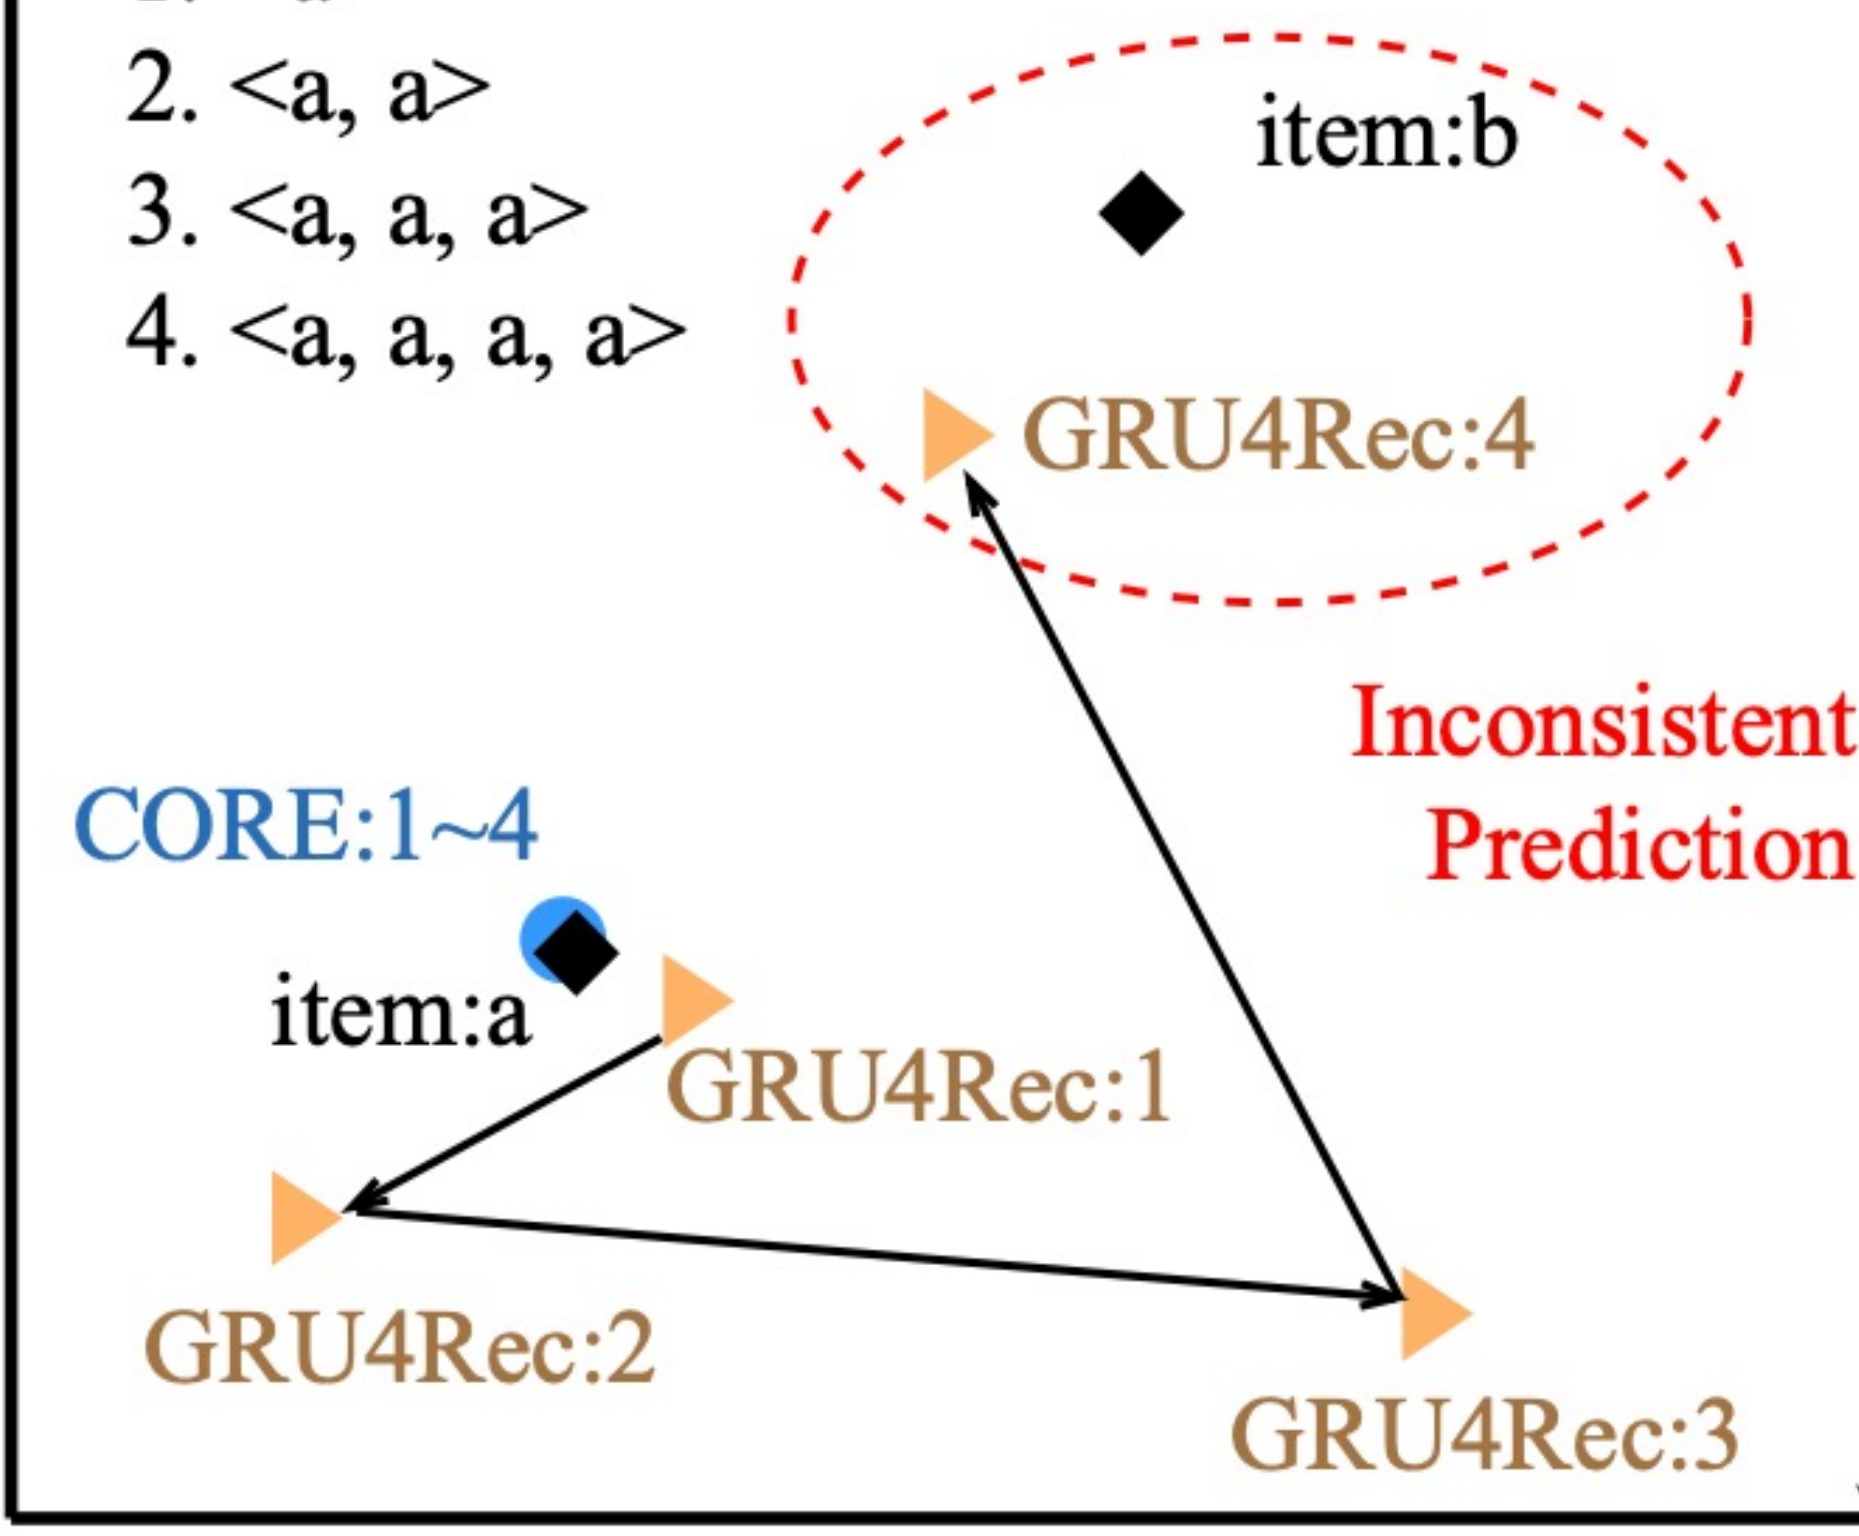 2. <a, a>
3. <a, a, a>
4. <a, a, a, a>
item:b
GRU4Rec:4
Inconsistent
Prediction
CORE:1~4
item:a
GRU4Rec:1
GRU4Rec:2
GRU4Rec:3